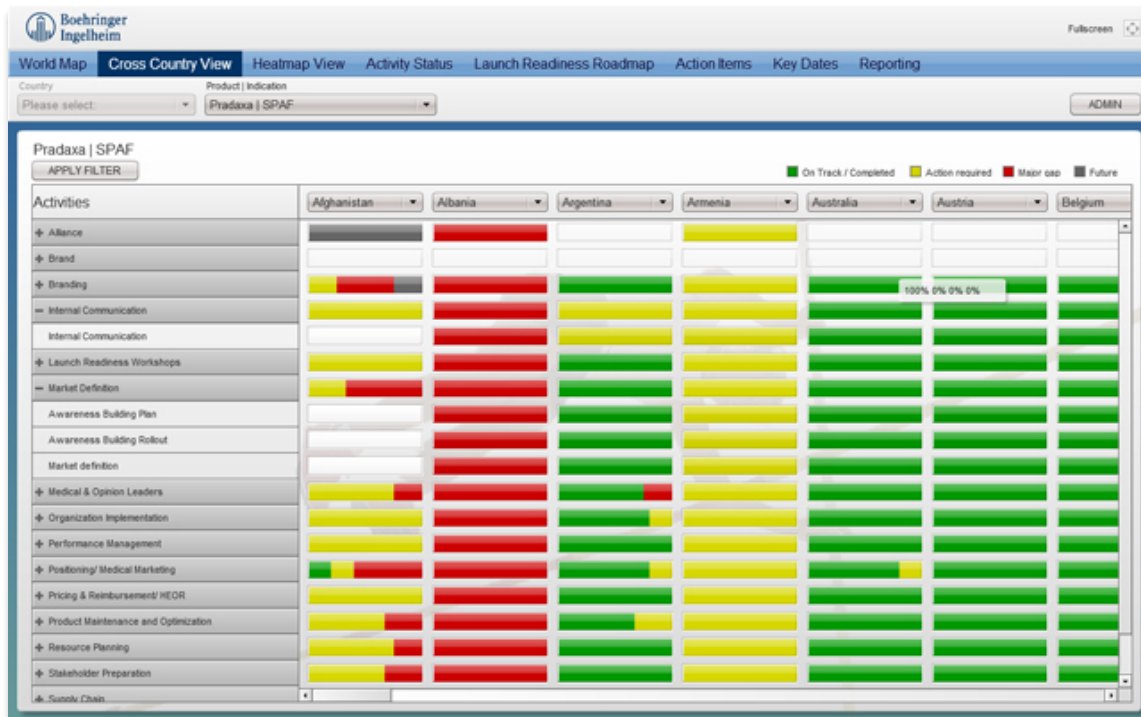 Boehringer
Ingelheim
Fullscreen
World Map Cross Country View Heatmap View Activity Status Launch Readiness Roadmap Action Items Key Dates Reporting
Country Product | Indication
Please select: Pradaxa | SPAF ADMIN
Pradaxa | SPAF
APPLY FILTER
On Track / Completed Action required Major gap Future
Activities Afghanistan Albania Argentina Armenia Australia Austria Belgium
+ Alliance
+ Brand
+ Branding
100% 0% 0% 0%
− Internal Communication
Internal Communication
+ Launch Readiness Workshops
− Market Definition
Awareness Building Plan
Awareness Building Rollout
Market definition
+ Medical & Opinion Leaders
+ Organization Implementation
+ Performance Management
+ Positioning/ Medical Marketing
+ Pricing & Reimbursement/ HEOR
+ Product Maintenance and Optimization
+ Resource Planning
+ Stakeholder Preparation
+ Supply Chain